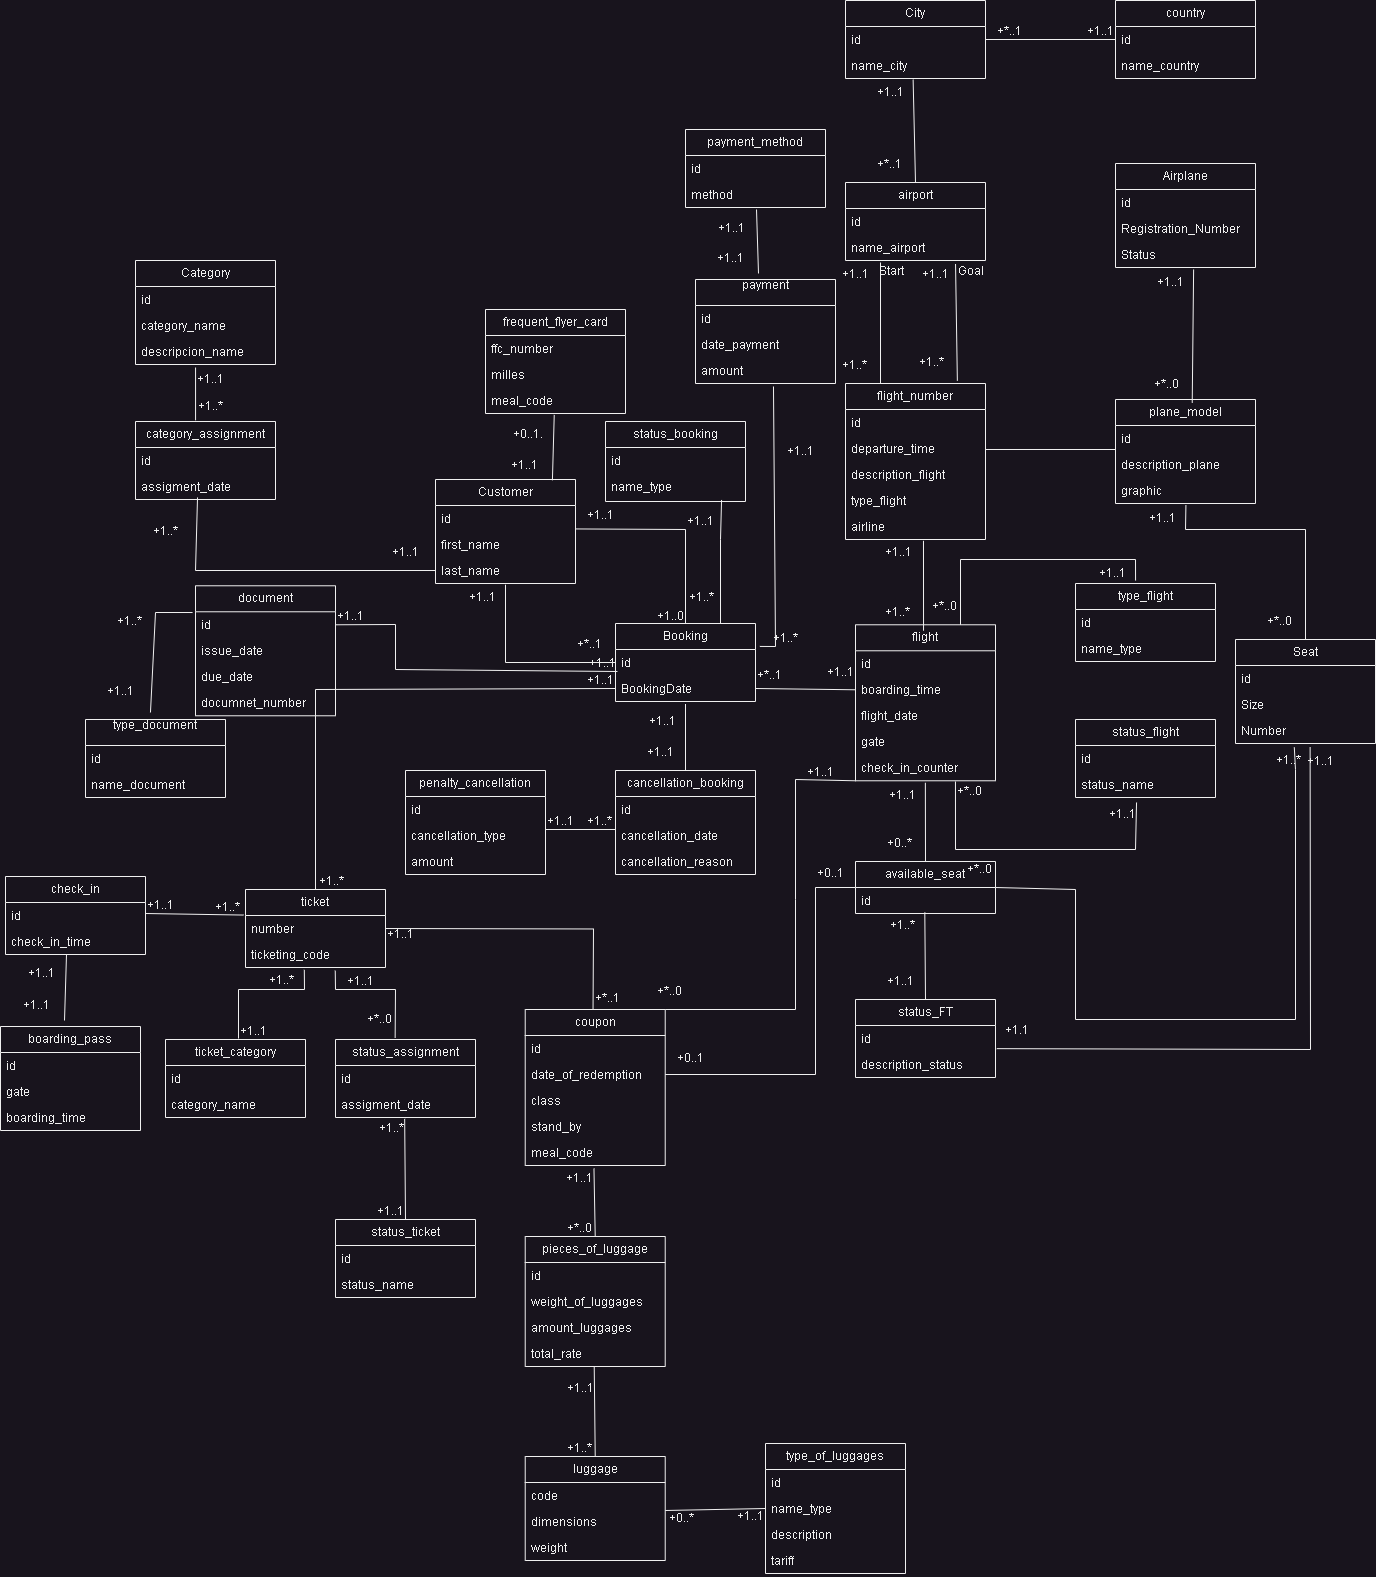 City
id
name_city
+*..1
+1..1
country
id
name_country
+1..1
+*..1
payment_method
id
method
+1..1
+1..1
airport
id
name_airport
+1..1
Start
+1..1
Goal
Airplane
id
Registration_Number
Status
+1..1
+*..0
Category
id
category_name
descripcion_name
+1..1
+1..*
payment
id
date_payment
amount
+1..1
frequent_flyer_card
ffc_number
milles
meal_code
+0..1.
+1..1
+1..*
+1..*
flight_number
id
departure_time
description_flight
type_flight
airline
+1..1
+1..*
plane_model
id
description_plane
graphic
+1..1
+*..0
category_assignment
id
assigment_date
+1..*
+1..1
status_booking
id
name_type
+1..1
+1..*
Customer
id
first_name
last_name
+1..1
+1..0
+1..1
+*..1
document
id
issue_date
due_date
documnet_number
+1..1
+1..1
+1..*
+1..1
type_document
id
name_document
Booking
id
BookingDate
+1..*
+1..1
+*..1
+1..1
flight
id
boarding_time
flight_date
gate
check_in_counter
+*..0
+1..1
type_flight
id
name_type
Seat
id
Size
Number
+1..*
+1..1
status_flight
id
status_name
+1..1
+*..0
+1..1
+1..1
penalty_cancellation
id
cancellation_type
amount
+1..1
+1..*
cancellation_booking
id
cancellation_date
cancellation_reason
+1..1
+1..1
+0..*
available_seat
id
+*..0
+0..1
+1..*
+1..1
status_FT
id
description_status
+1..1
check_in
id
check_in_time
+1..1
+1..*
+1..1
+1..1
boarding_pass
id
gate
boarding_time
+1..*
ticket
number
ticketing_code
+1..1
+1..*
+1..1
+1..1
+*..0
ticket_category
id
category_name
status_assignment
id
assigment_date
+1..*
+1..1
status_ticket
id
status_name
+*..1
+*..0
coupon
id
date_of_redemption
class
stand_by
meal_code
+0..1
+1..1
+*..0
pieces_of_luggage
id
weight_of_luggages
amount_luggages
total_rate
+1..1
+1..*
luggage
code
dimensions
weight
+0..*
+1..1
type_of_luggages
id
name_type
description
tariff